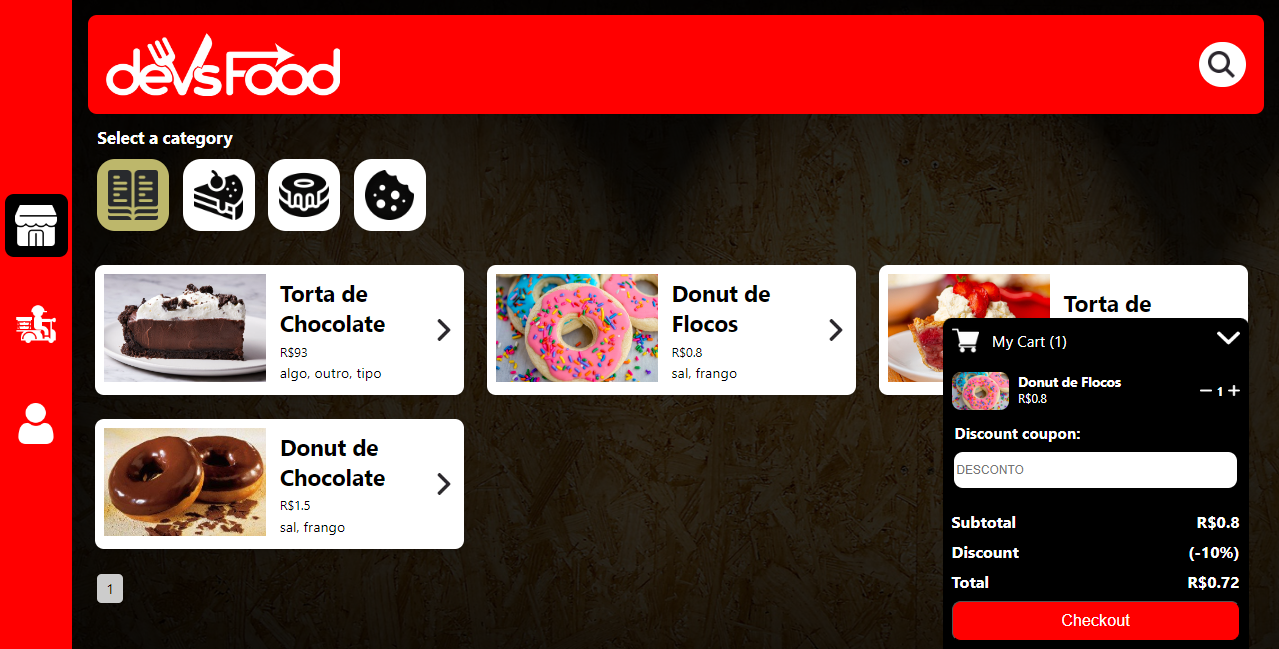 devsFood
Select a category
Torta de
Chocolate
R$93
algo, outro, tipo
Donut de
Flocos
R$0.8
sal, frango
Torta de
Donut de
Chocolate
R$1.5
sal, frango
1
My Cart (1)
Donut de Flocos
R$0.8
1
Discount coupon:
DESCONTO
Subtotal
R$0.8
Discount
(-10%)
Total
R$0.72
Checkout